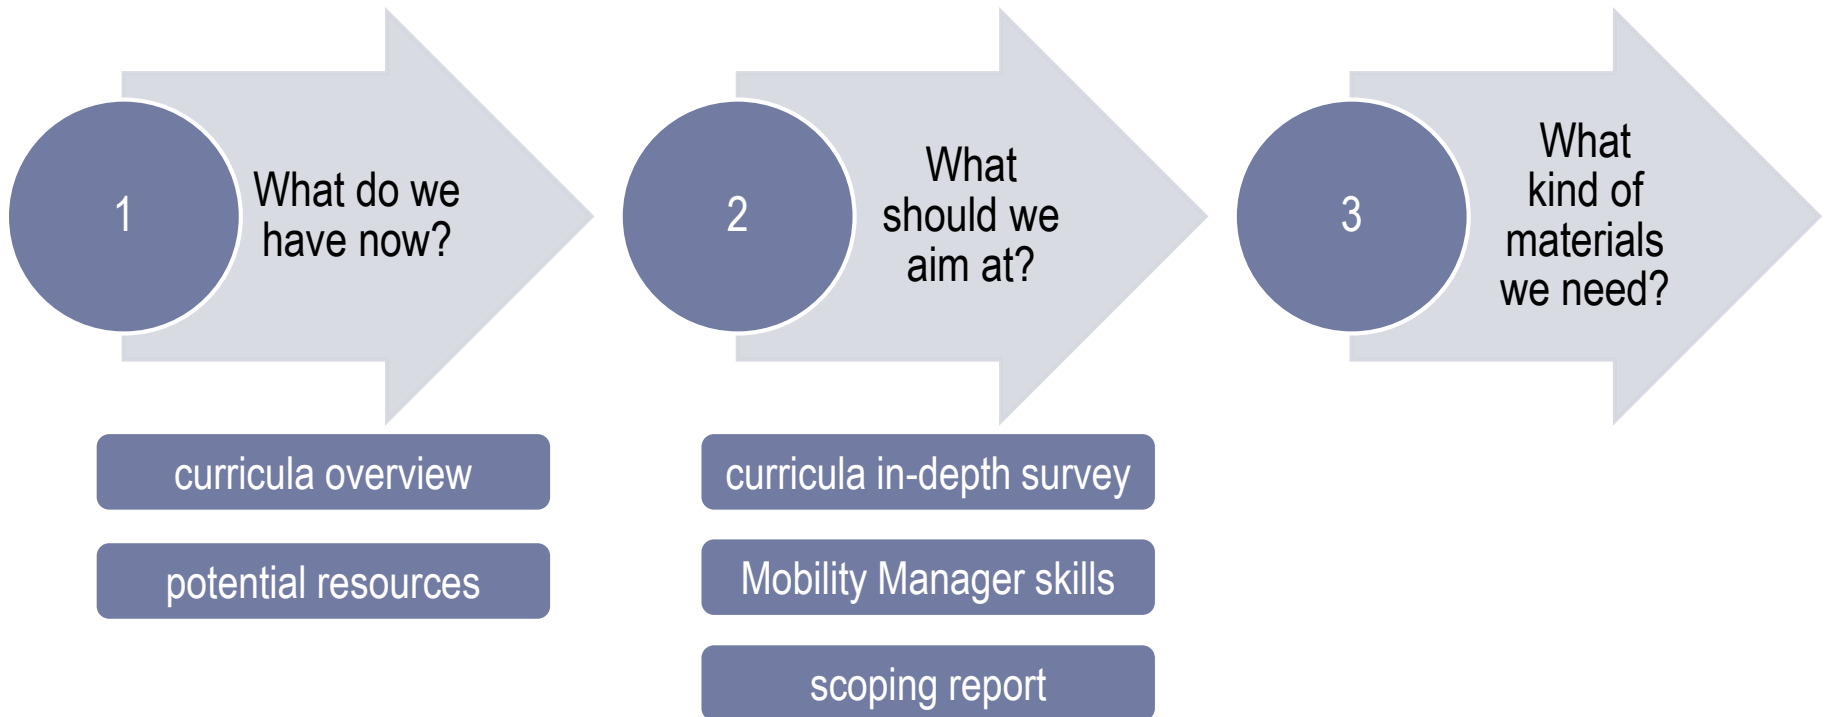 1
What do we
have now?
2
What
should we
aim at?
3
What
kind of
materials
we need?
curricula overview
potential resources
curricula in-depth survey
Mobility Manager skills
scoping report